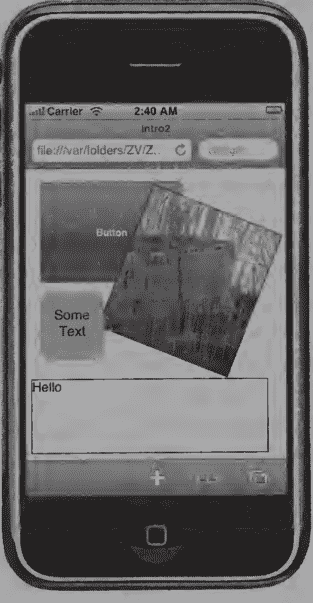 Carrier 2:40 AM
intro2
file:///var/folders/ZV/Z...
Button
Some
Text
Hello